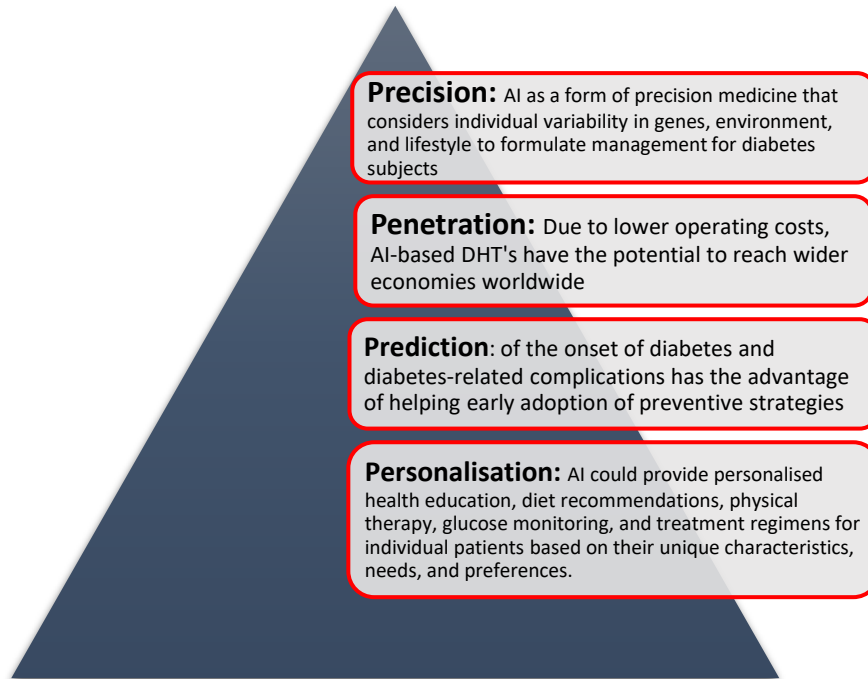 Precision: AI as a form of precision medicine that
considers individual variability in genes, environment,
and lifestyle to formulate management for diabetes
subjects
Penetration: Due to lower operating costs,
AI-based DHT's have the potential to reach wider
economies worldwide
Prediction: of the onset of diabetes and
diabetes-related complications has the advantage
of helping early adoption of preventive strategies
Personalisation: AI could provide personalised
health education, diet recommendations, physical
therapy, glucose monitoring, and treatment regimens for
individual patients based on their unique characteristics,
needs, and preferences.